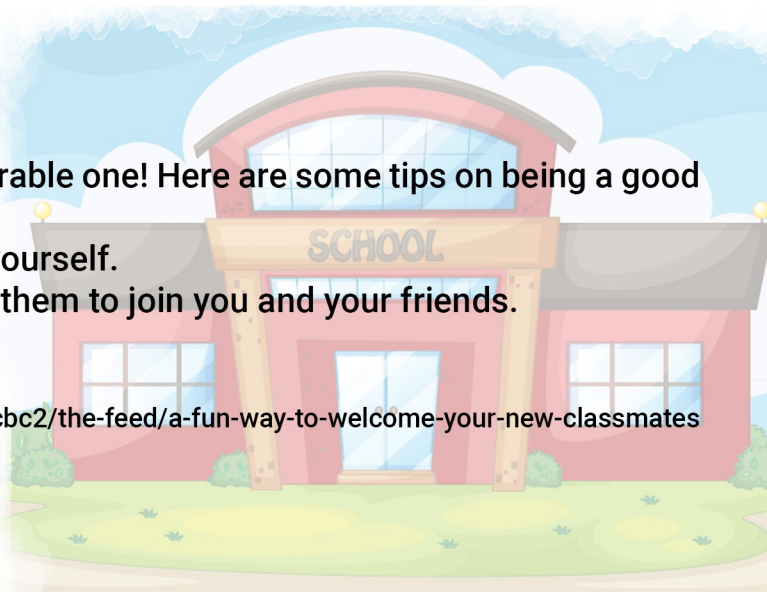 rable one! Here are some tips on being a good
SCHOOL
ourself.
them to join you and your friends.
cbc2/the-feed/a-fun-way-to-welcome-your-new-classmates